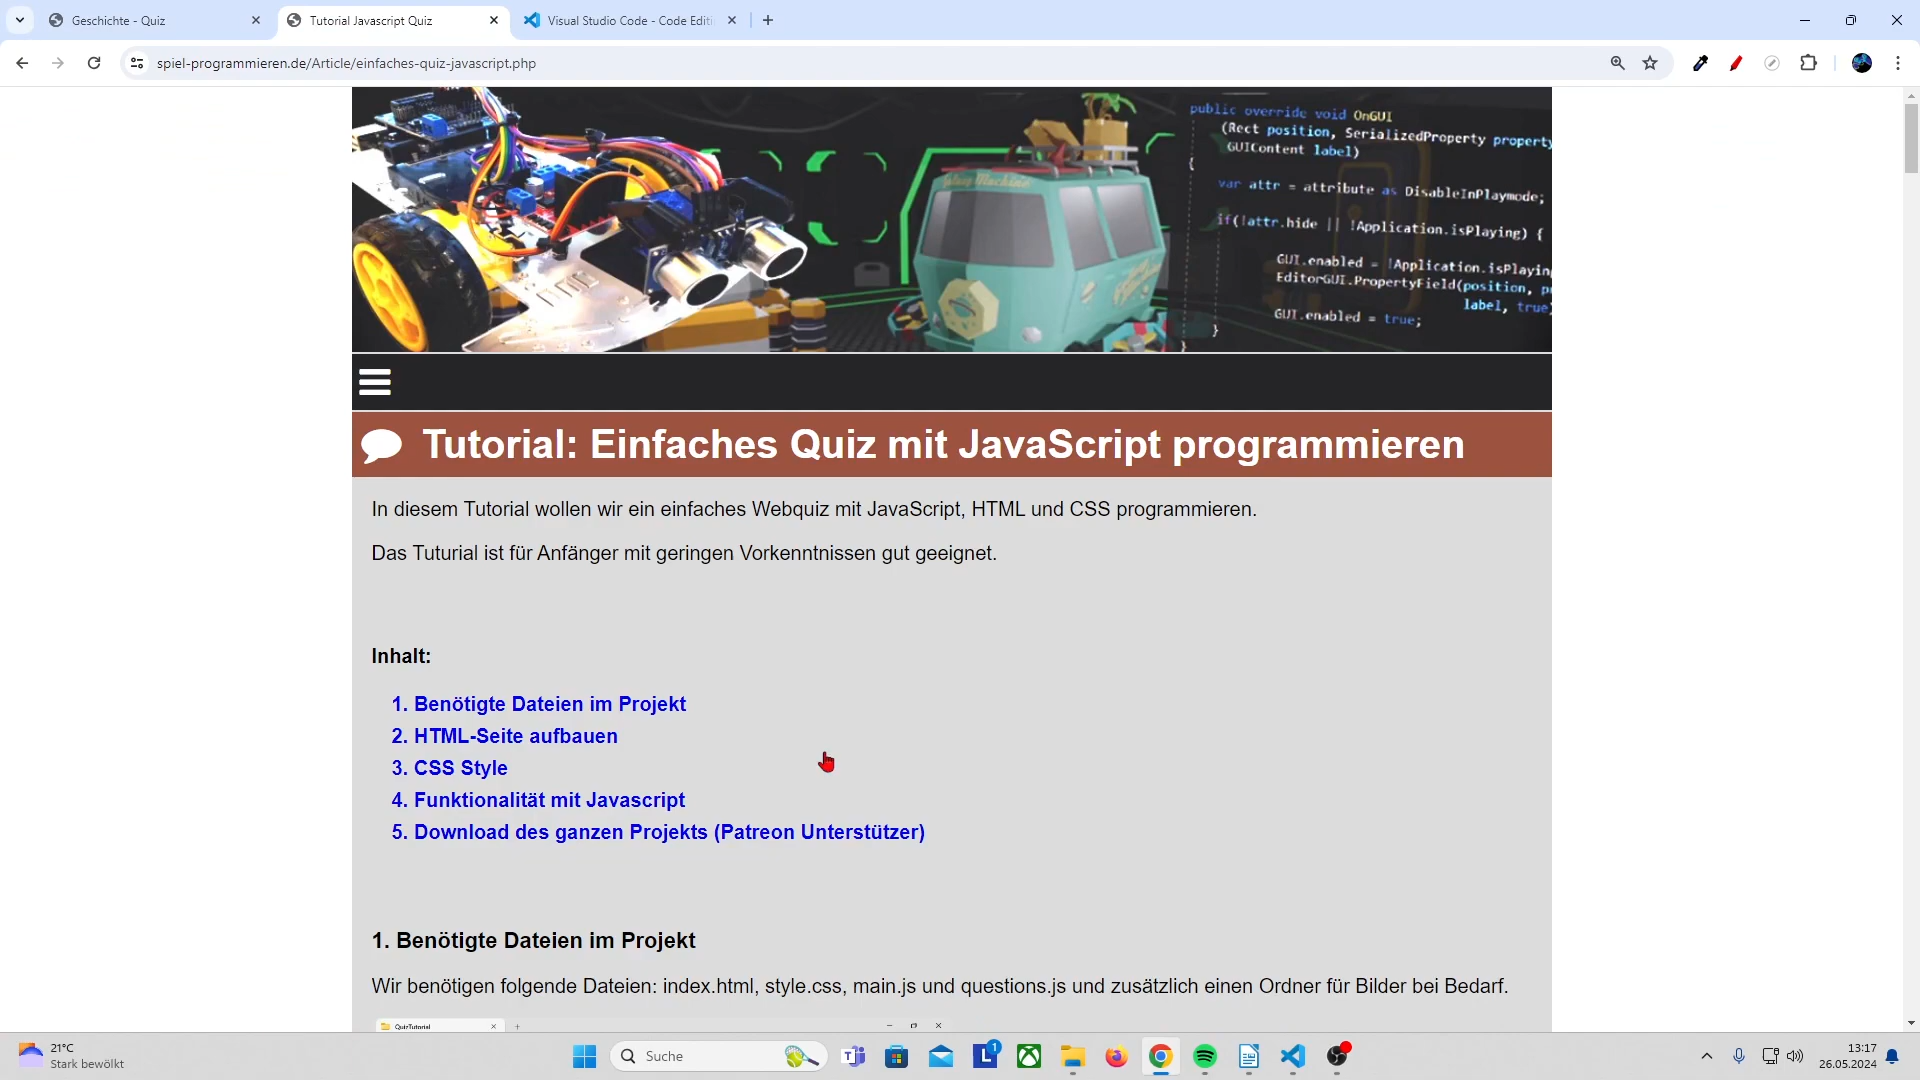 Geschichte - Quiz
Tutorial Javascript Quiz
Visual Studio Code - Code Editi
spiel-programmieren.de/Article/einfaches-quiz-javascript.php
public override void OnGUI
(Rect position, SerializedProperty property
GUIContent label)
{
var attr = attribute as DisableInPlaymode;
if(!attr.hide || !Application.isPlaying) {
GUI.enabled = !Application.isPlayin
EditorGUI.PropertyField(position, p
label, true
GUI.enabled = true;
}
Tutorial: Einfaches Quiz mit JavaScript programmieren
In diesem Tutorial wollen wir ein einfaches Webquiz mit JavaScript, HTML und CSS programmieren.
Das Tuturial ist für Anfänger mit geringen Vorkenntnissen gut geeignet.
Inhalt:
1. Benötigte Dateien im Projekt
2. HTML-Seite aufbauen
3. CSS Style
4. Funktionalität mit Javascript
5. Download des ganzen Projekts (Patreon Unterstützer)
1. Benötigte Dateien im Projekt
Wir benötigen folgende Dateien: index.html, style.css, main.js und questions.js und zusätzlich einen Ordner für Bilder bei Bedarf.
QuizTutorial
21°C
Stark bewölkt
Suche
1
13:17
26.05.2024